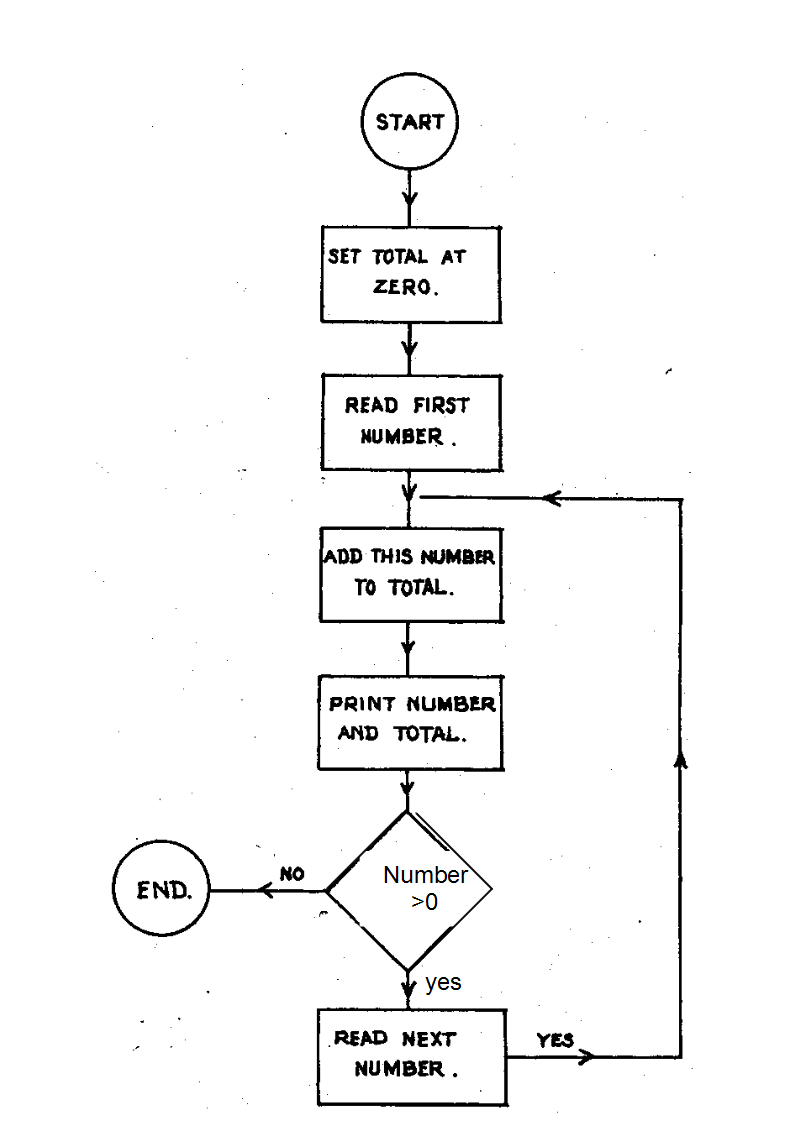 START
SET TOTAL AT
ZERO.
READ FIRST
NUMBER.
ADD THIS NUMBER
TO TOTAL.
PRINT NUMBER
AND TOTAL.
Number
>0
NO
END.
yes
READ NEXT
NUMBER.
YES